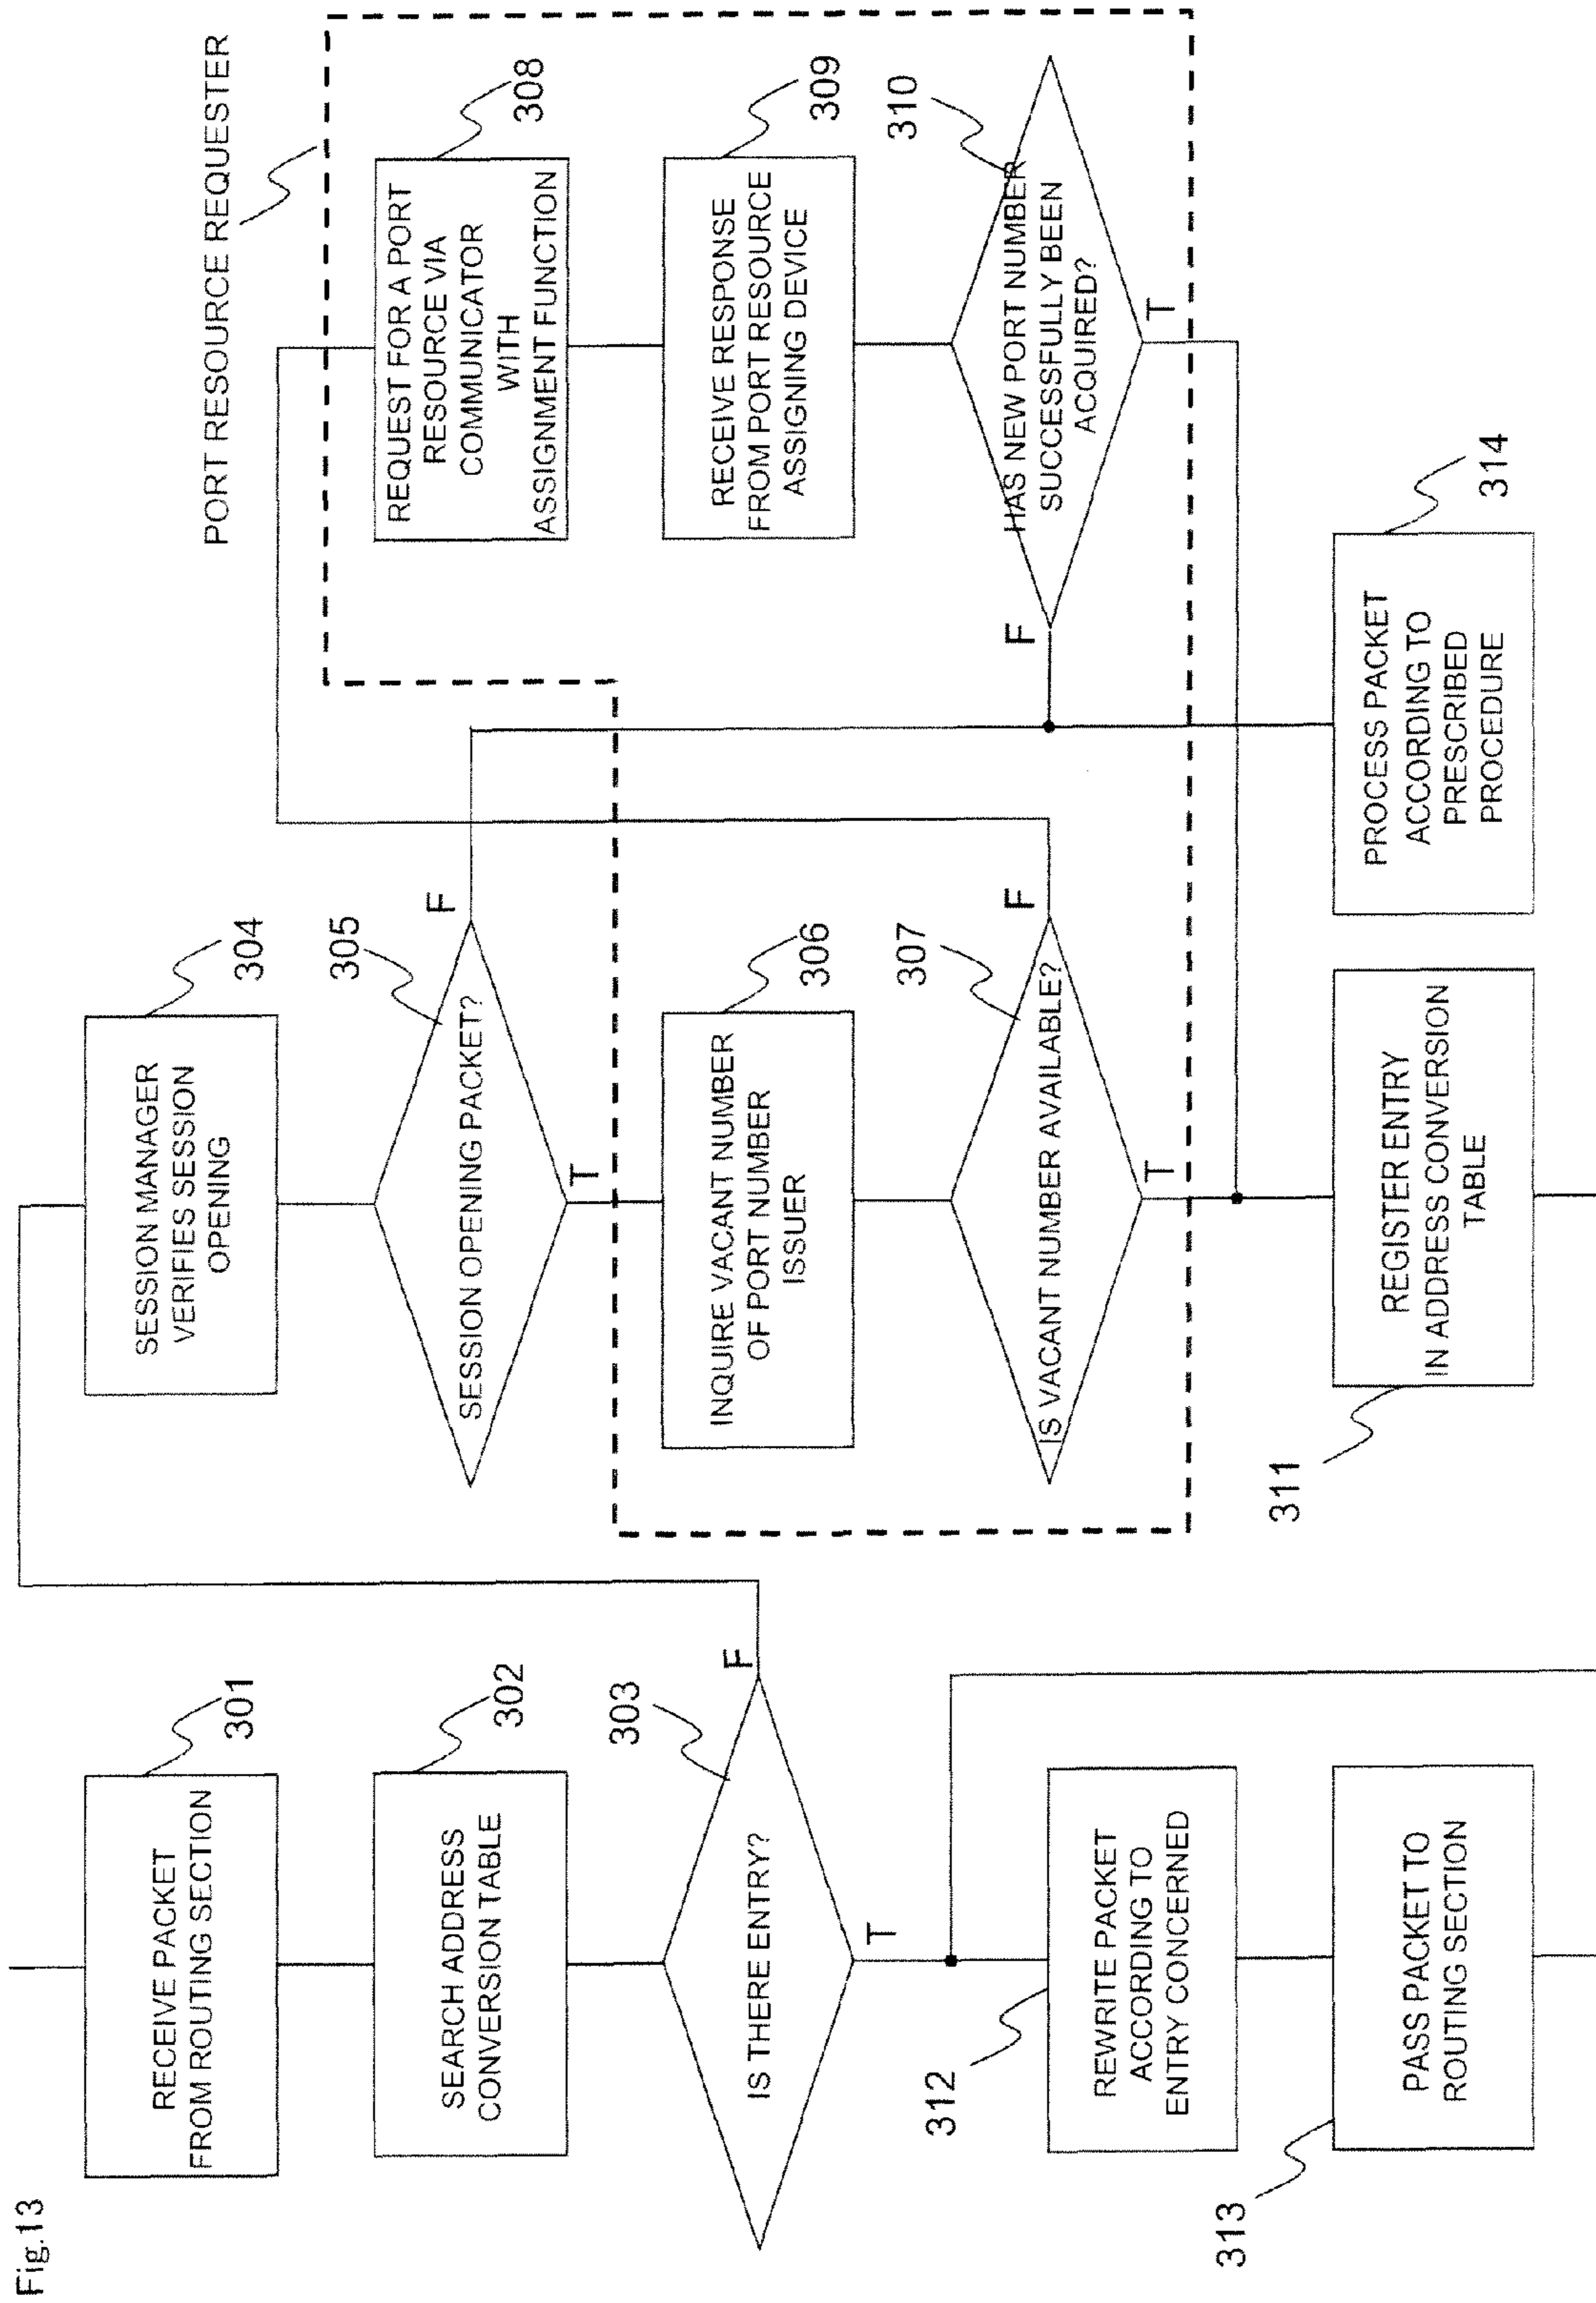 Fig.13
RECEIVE PACKET
FROM ROUTING SECTION
301
SEARCH ADDRESS
CONVERSION TABLE
302
IS THERE ENTRY?
303
F
T
REWRITE PACKET
ACCORDING TO
ENTRY CONCERNED
312
PASS PACKET TO
ROUTING SECTION
313
SESSION MANAGER
VERIFIES SESSION
OPENING
304
SESSION OPENING PACKET?
305
F
T
INQUIRE VACANT NUMBER
OF PORT NUMBER
ISSUER
306
IS VACANT NUMBER AVAILABLE?
307
F
T
REGISTER ENTRY
IN ADDRESS CONVERSION
TABLE
311
PORT RESOURCE REQUESTER
REQUEST FOR A PORT
RESOURCE VIA
COMMUNICATOR
WITH
ASSIGNMENT FUNCTION
308
RECEIVE RESPONSE
FROM PORT RESOURCE
ASSIGNING DEVICE
309
HAS NEW PORT NUMBER
SUCCESSFULLY BEEN
ACQUIRED?
310
F
T
PROCESS PACKET
ACCORDING TO
PRESCRIBED
PROCEDURE
314